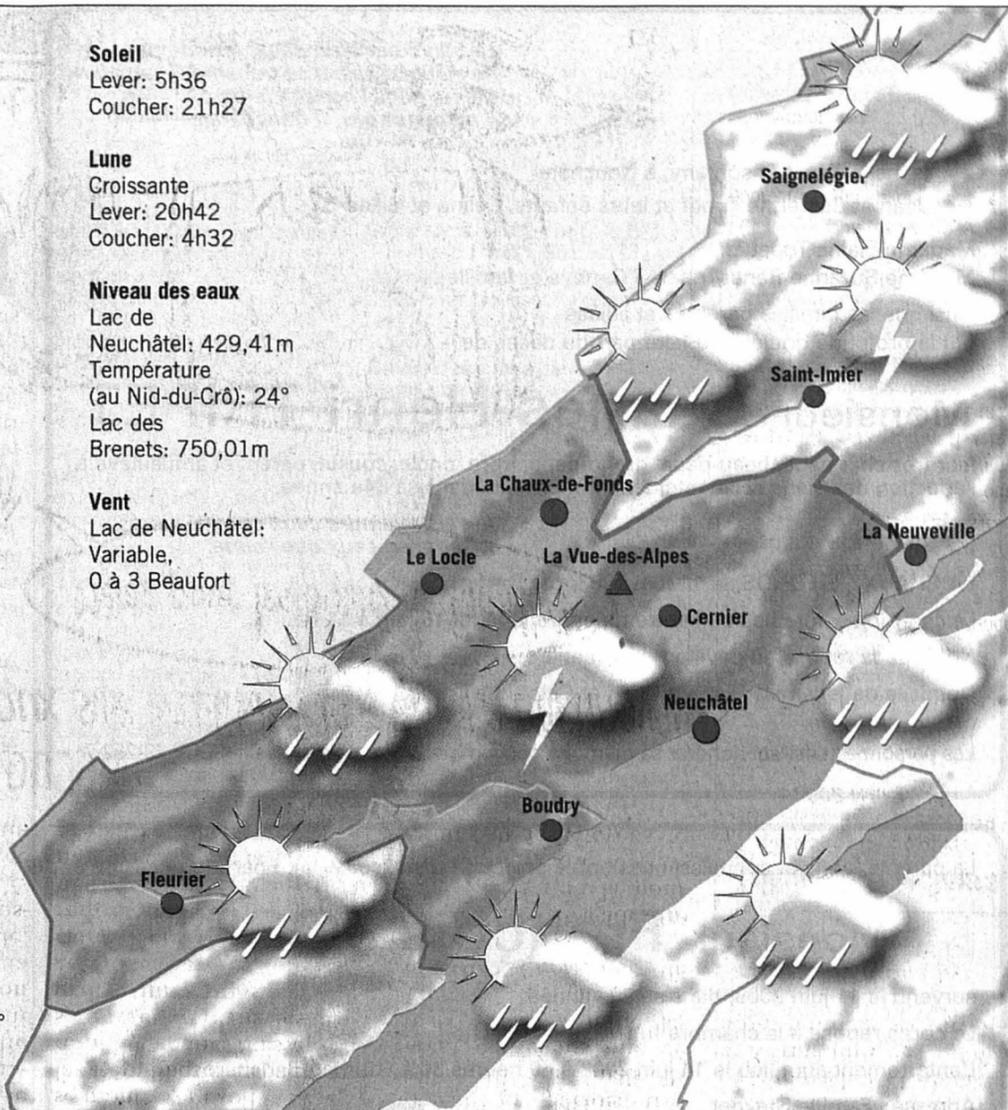 Soleil
Lever: 5h36
Coucher: 21h27
Lune
Croissante
Lever: 20h42
Coucher: 4h32
Niveau des eaux
Lac de
Neuchâtel: 429,41m
Température
(au Nid-du-Crô): 24°
Lac des
Brenets: 750,01m
Vent
Lac de Neuchâtel:
Variable,
0 à 3 Beaufort
Saignelégier
Saint-Imier
La Chaux-de-Fonds
La Neuveville
Le Locle
La Vue-des-Alpes
Cernier
Neuchâtel
Boudry
Fleurier